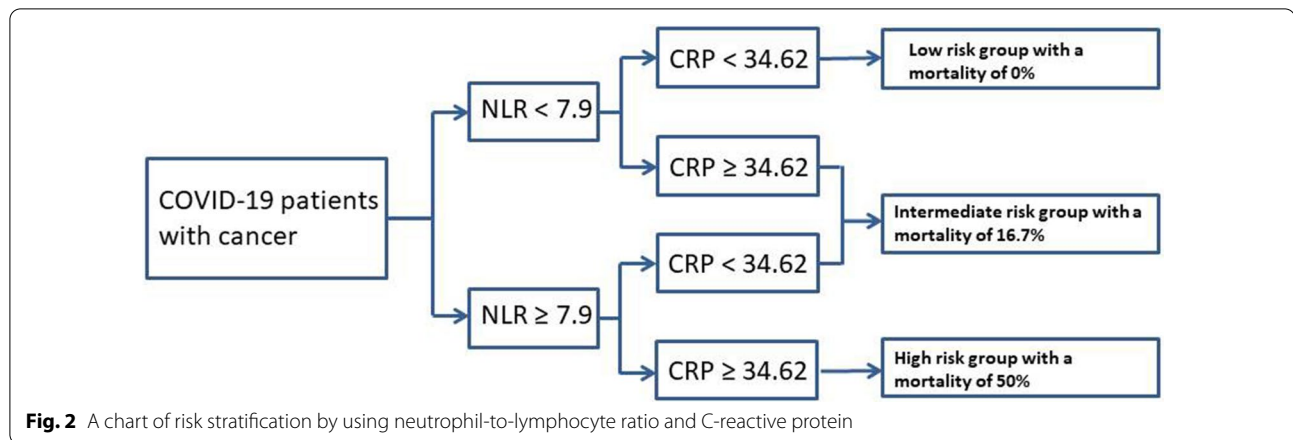 COVID-19 patients
with cancer
NLR < 7.9
NLR ≥ 7.9
CRP < 34.62
CRP ≥ 34.62
CRP < 34.62
CRP ≥ 34.62
Low risk group with a
mortality of 0%
Intermediate risk group with a
mortality of 16.7%
High risk group with a
mortality of 50%
Fig. 2 A chart of risk stratification by using neutrophil-to-lymphocyte ratio and C-reactive protein